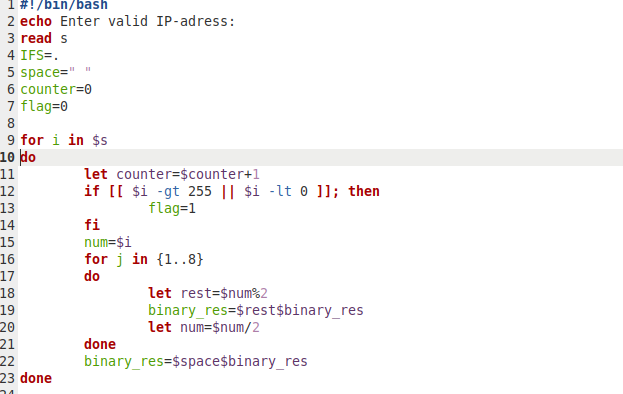 1 #!/bin/bash
2 echo Enter valid IP-adress:
3 read s
4 IFS=.
5 space=" "
6 counter=0
7 flag=0
8
9 for i in $s
10 do
11         let counter=$counter+1
12         if [[ $i -gt 255 || $i -lt 0 ]]; then
13                 flag=1
14         fi
15         num=$i
16         for j in {1..8}
17         do
18                 let rest=$num%2
19                 binary_res=$rest$binary_res
20                 let num=$num/2
21         done
22         binary_res=$space$binary_res
23 done
24